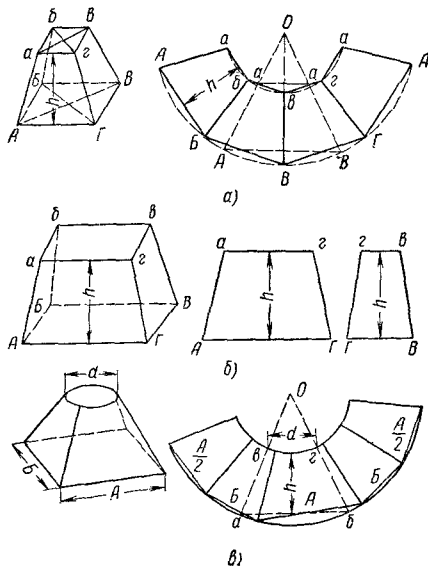 б В
а г
Б В
h
А Г
О
а а
А а а г А
h б в
Б А В Г
В
а)
б в
а г
Б h В
А Г
а г
h
А Г
г В
h
Г В
б)
d
Б
А
О
d
А/2 в г А/2
Б h А Б
а б
в)